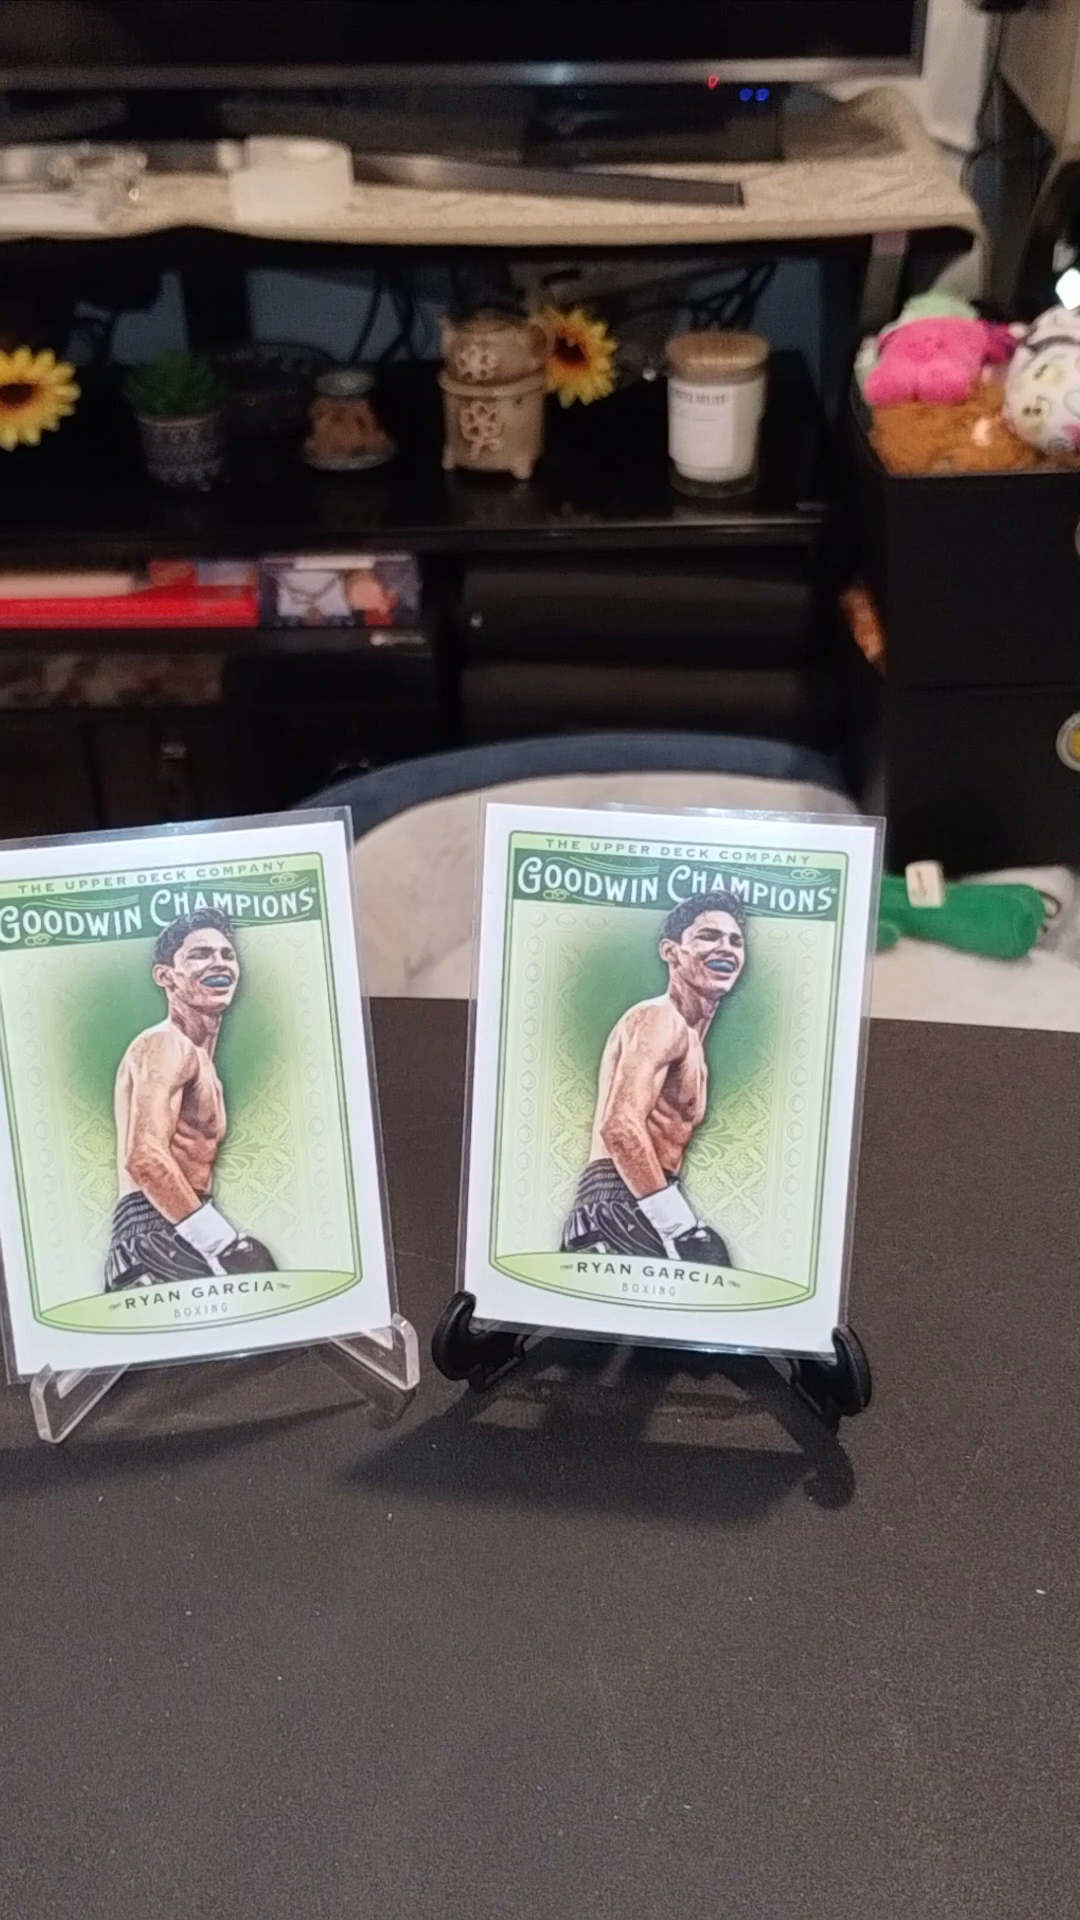 THE UPPER DECK COMPANY
GOODWIN CHAMPIONS
RYAN GARCIA
BOXING
THE UPPER DECK COMPANY
GOODWIN CHAMPIONS
RYAN GARCIA
BOXING